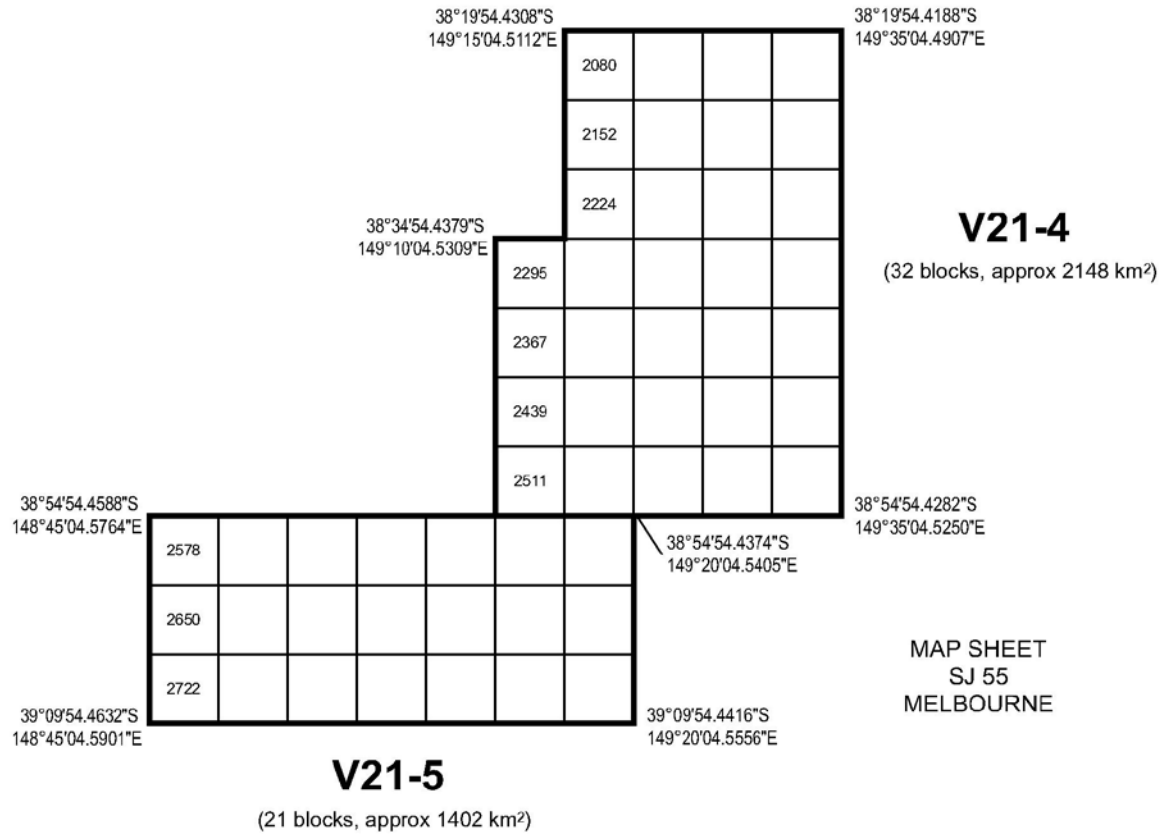 38°19'54.4308"S
149°15'04.5112"E
38°19'54.4188"S
149°35'04.4907"E
2080
2152
2224
38°34'54.4379"S
149°10'04.5309"E
V21-4
(32 blocks, approx 2148 km²)
2295
2367
2439
2511
38°54'54.4588"S
148°45'04.5764"E
38°54'54.4282"S
149°35'04.5250"E
38°54'54.4374"S
149°20'04.5405"E
2578
2650
2722
MAP SHEET
SJ 55
MELBOURNE
39°09'54.4632"S
148°45'04.5901"E
39°09'54.4416"S
149°20'04.5556"E
V21-5
(21 blocks, approx 1402 km²)